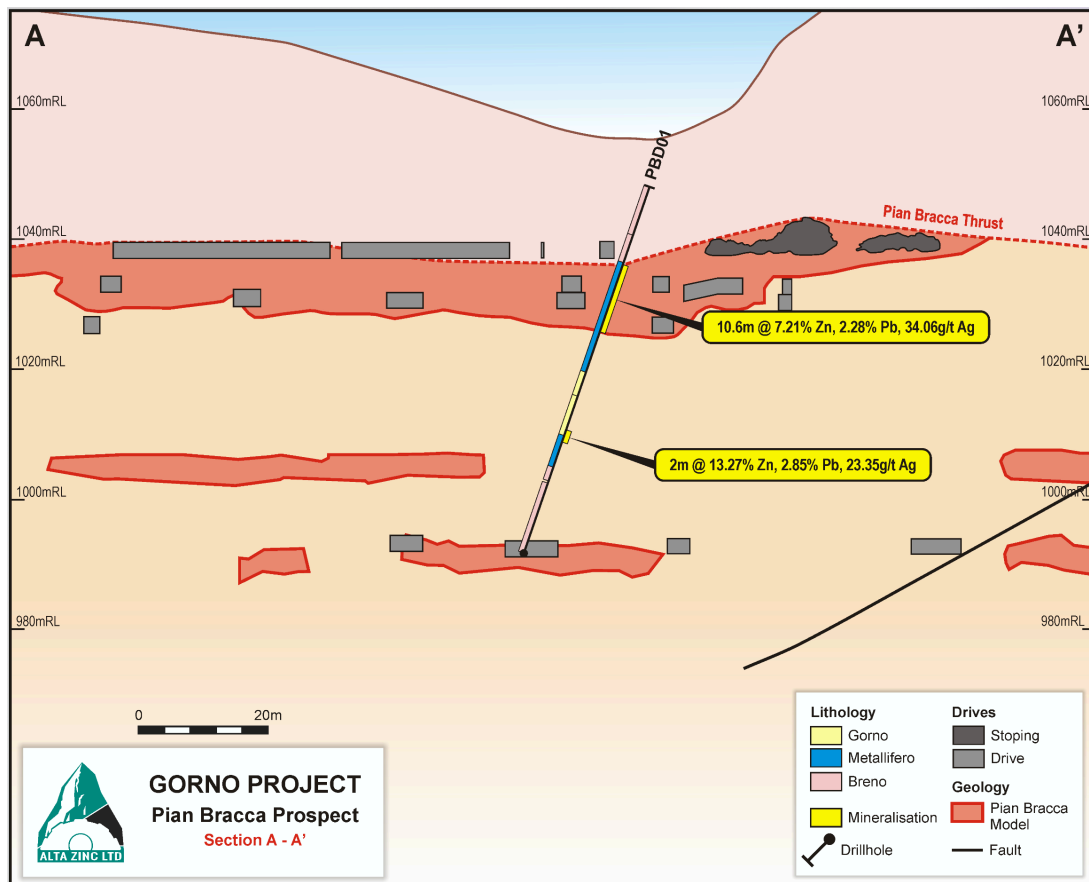 A
A'
1060mRL
1060mRL
PBD01
Pian Bracca Thrust
1040mRL
1040mRL
10.6m @ 7.21% Zn, 2.28% Pb, 34.06g/t Ag
1020mRL
1020mRL
2m @ 13.27% Zn, 2.85% Pb, 23.35g/t Ag
1000mRL
1000mRL
980mRL
980mRL
0
20m
GORNO PROJECT
Pian Bracca Prospect
Section A - A'
ALTA ZINC LTD
Lithology
Gorno
Metallifero
Breno
Mineralisation
Drillhole
Drives
Stoping
Drive
Geology
Pian Bracca
Model
Fault